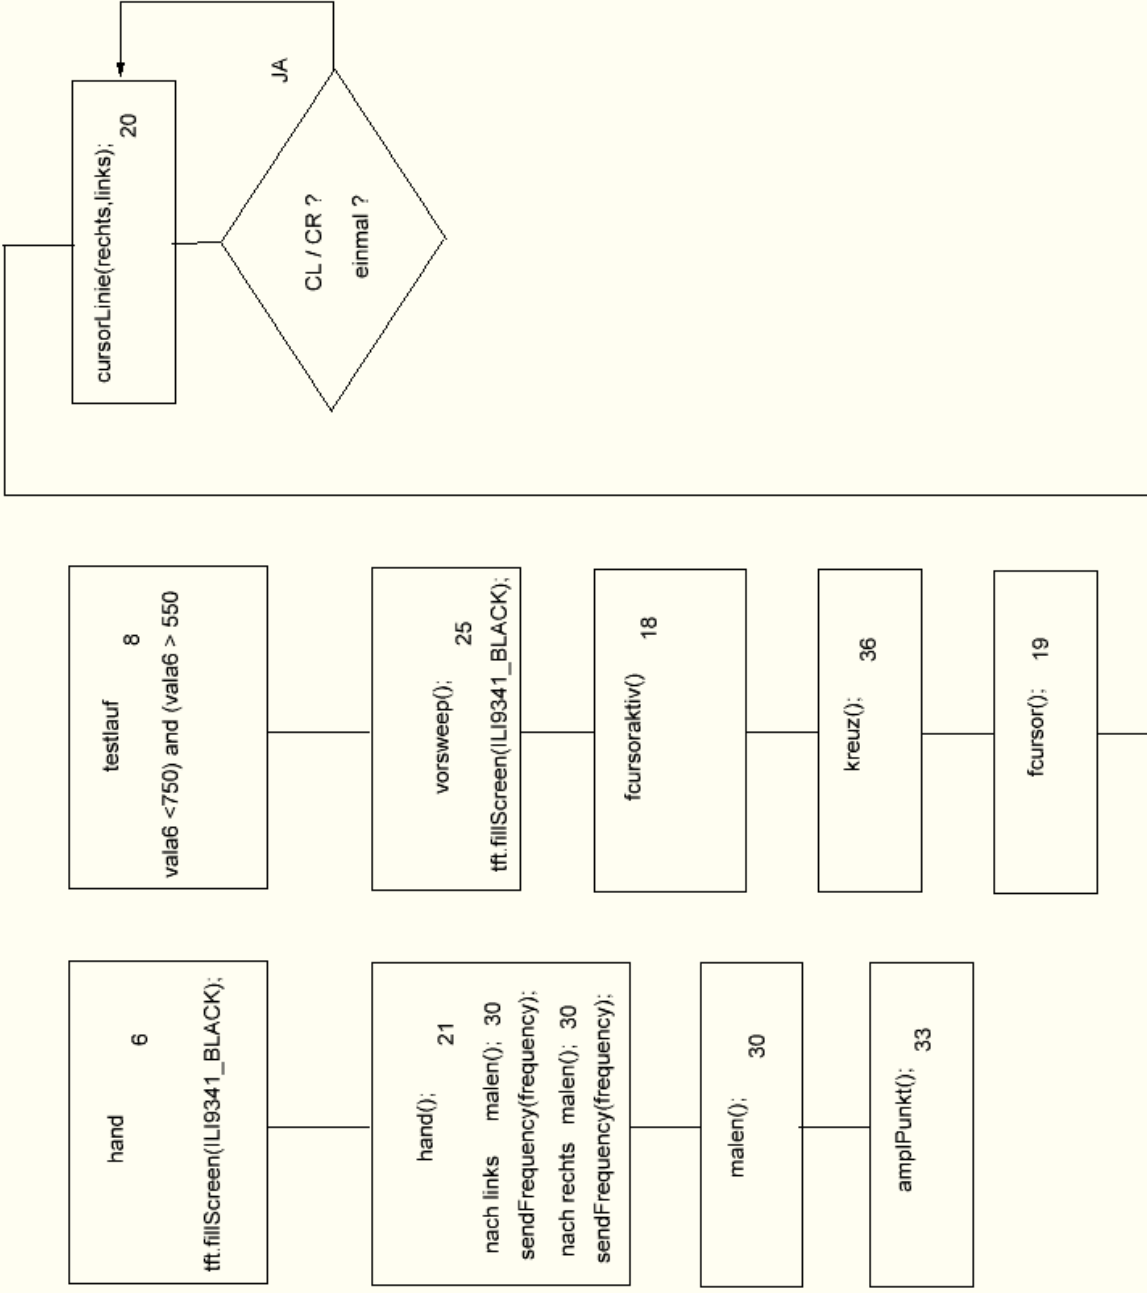 hand
6
tft.fillScreen(ILI9341_BLACK);
hand();
21
nach links malen(); 30
sendFrequency(frequency);
nach rechts malen(); 30
sendFrequency(frequency);
malen();
30
amplPunkt();
33
testlauf
8
vala6 <750) and (vala6 > 550
vorsweep();
25
tft.fillScreen(ILI9341_BLACK);
fcursoraktiv()
18
kreuz();
36
fcursor();
19
cursorLinie(rechts,links);
20
JA
CL / CR ?
einmal ?